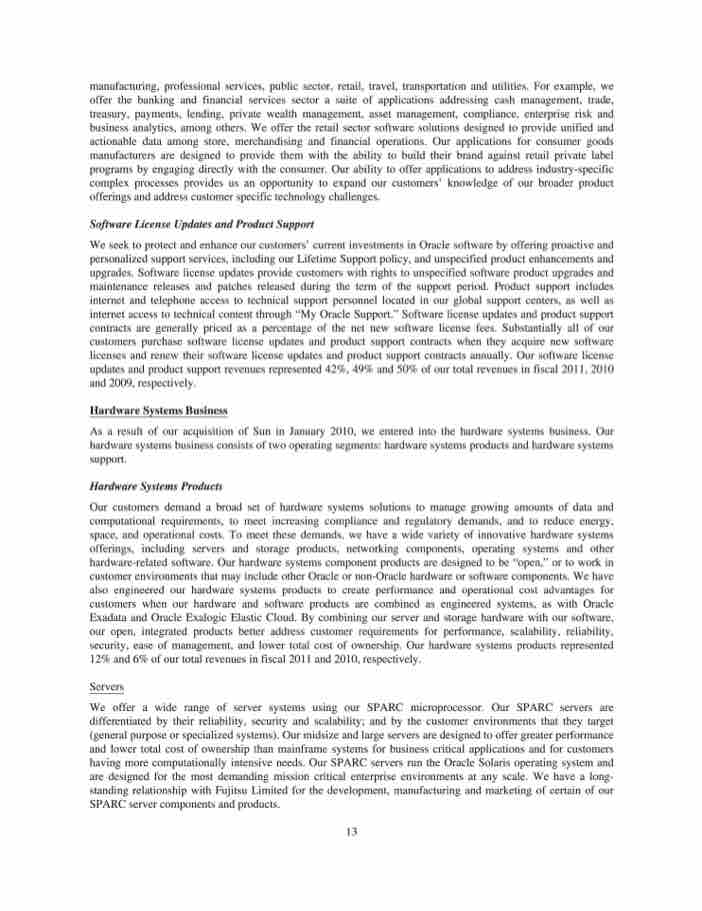 manufacturing, professional services, public sector, retail, travel, transportation and utilities. For example, we
offer the banking and financial services sector a suite of applications addressing cash management, trade,
treasury, payments, lending, private wealth management, asset management, compliance, enterprise risk and
business analytics, among others. We offer the retail sector software solutions designed to provide unified and
actionable data among store, merchandising and financial operations. Our applications for consumer goods
manufacturers are designed to provide them with the ability to build their brand against retail private label
programs by engaging directly with the consumer. Our ability to offer applications to address industry-specific
complex processes provides us an opportunity to expand our customers’ knowledge of our broader product
offerings and address customer specific technology challenges.
Software License Updates and Product Support
We seek to protect and enhance our customers’ current investments in Oracle software by offering proactive and
personalized support services, including our Lifetime Support policy, and unspecified product enhancements and
upgrades. Software license updates provide customers with rights to unspecified software product upgrades and
maintenance releases and patches released during the term of the support period. Product support includes
internet and telephone access to technical support personnel located in our global support centers, as well as
internet access to technical content through “My Oracle Support.” Software license updates and product support
contracts are generally priced as a percentage of the net new software license fees. Substantially all of our
customers purchase software license updates and product support contracts when they acquire new software
licenses and renew their software license updates and product support contracts annually. Our software license
updates and product support revenues represented 42%, 49% and 50% of our total revenues in fiscal 2011, 2010
and 2009, respectively.
Hardware Systems Business
As a result of our acquisition of Sun in January 2010, we entered into the hardware systems business. Our
hardware systems business consists of two operating segments: hardware systems products and hardware systems
support.
Hardware Systems Products
Our customers demand a broad set of hardware systems solutions to manage growing amounts of data and
computational requirements, to meet increasing compliance and regulatory demands, and to reduce energy,
space, and operational costs. To meet these demands, we have a wide variety of innovative hardware systems
offerings, including servers and storage products, networking components, operating systems and other
hardware-related software. Our hardware systems component products are designed to be “open,” or to work in
customer environments that may include other Oracle or non-Oracle hardware or software components. We have
also engineered our hardware systems products to create performance and operational cost advantages for
customers when our hardware and software products are combined as engineered systems, as with Oracle
Exadata and Oracle Exalogic Elastic Cloud. By combining our server and storage hardware with our software,
our open, integrated products better address customer requirements for performance, scalability, reliability,
security, ease of management, and lower total cost of ownership. Our hardware systems products represented
12% and 6% of our total revenues in fiscal 2011 and 2010, respectively.
Servers
We offer a wide range of server systems using our SPARC microprocessor. Our SPARC servers are
differentiated by their reliability, security and scalability; and by the customer environments that they target
(general purpose or specialized systems). Our midsize and large servers are designed to offer greater performance
and lower total cost of ownership than mainframe systems for business critical applications and for customers
having more computationally intensive needs. Our SPARC servers run the Oracle Solaris operating system and
are designed for the most demanding mission critical enterprise environments at any scale. We have a long-
standing relationship with Fujitsu Limited for the development, manufacturing and marketing of certain of our
SPARC server components and products.
13